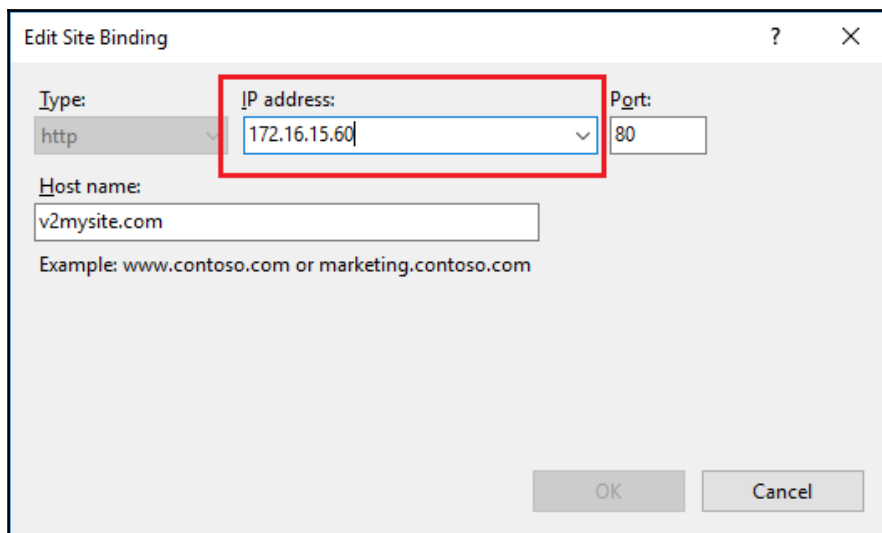 Edit Site Binding ?
Type: IP address: Port:
http 172.16.15.60 80
Host name:
v2mysite.com
Example: www.contoso.com or marketing.contoso.com
OK Cancel